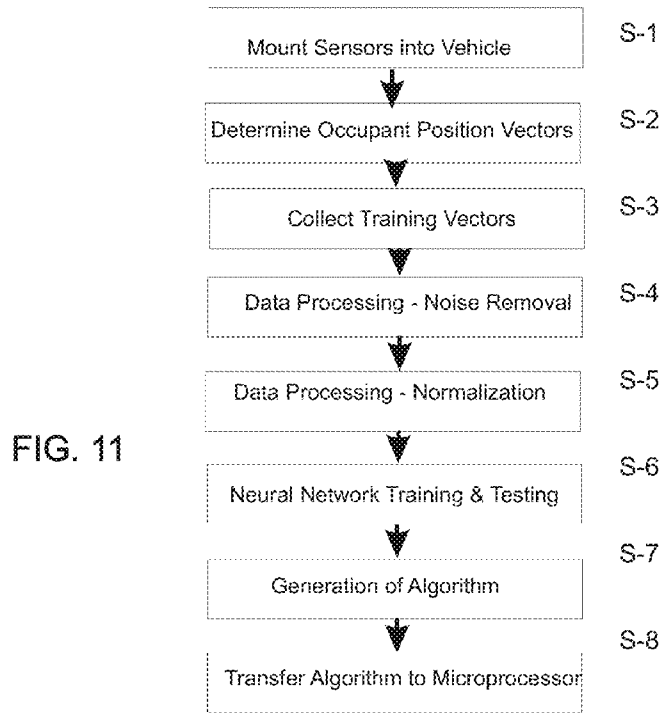 S-1
Mount Sensors into Vehicle
S-2
Determine Occupant Position Vectors
S-3
Collect Training Vectors
S-4
Data Processing - Noise Removal
S-5
Data Processing - Normalization
FIG. 11
S-6
Neural Network Training & Testing
S-7
Generation of Algorithm
S-8
Transfer Algorithm to Microprocessor